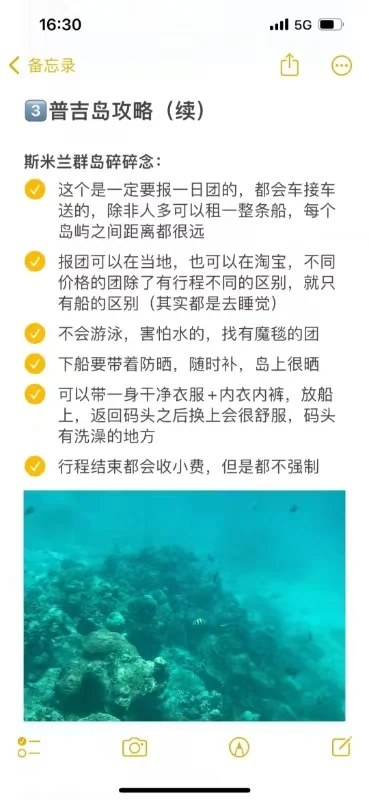 16:30
5G
备忘录
3 普吉岛攻略（续）
斯米兰群岛碎碎念：
这个是一定要报一日团的，都会车接车
送的，除非人多可以租一整条船，每个
岛屿之间距离都很远
报团可以在当地，也可以在淘宝，不同
价格的团除了有行程不同的区别，就只
有船的区别（其实都是去睡觉）
不会游泳，害怕水的，找有魔毯的团
下船要带着防晒，随时补，岛上很晒
可以带一身干净衣服+内衣内裤，放船
上，返回码头之后换上会很舒服，码头
有洗澡的地方
行程结束都会收小费，但是都不强制